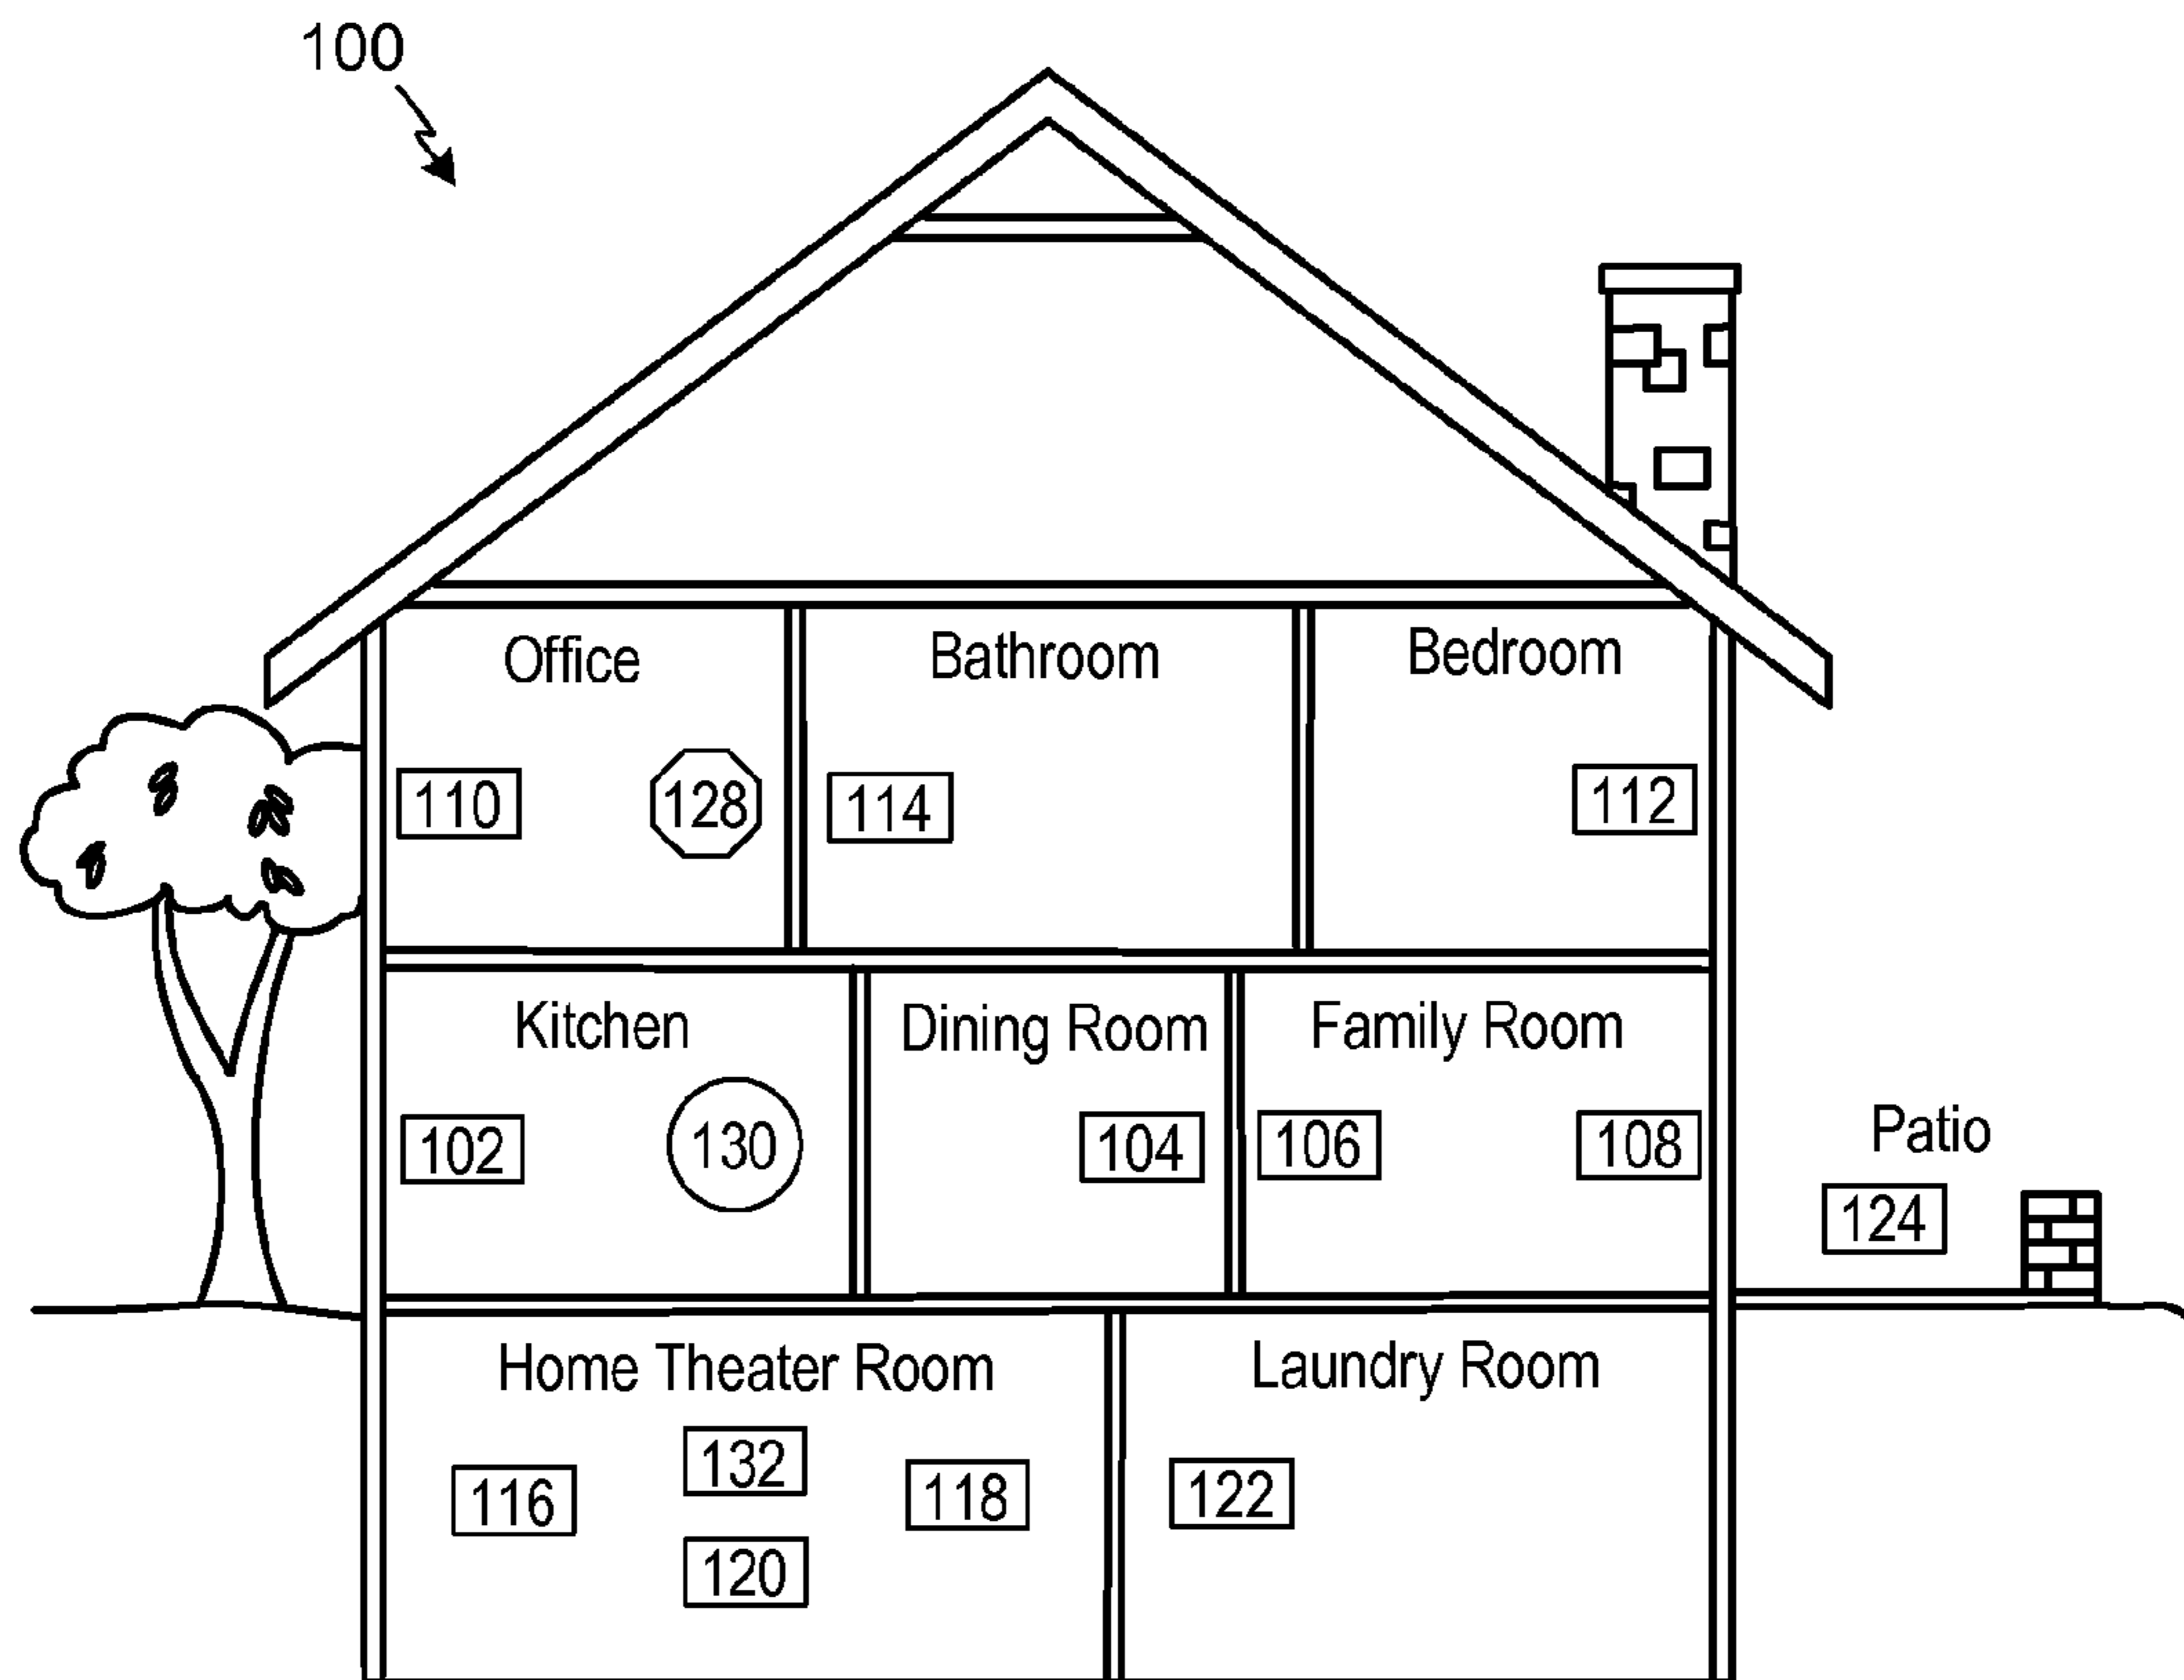 100
Office Bathroom Bedroom
110 128 114 112
Kitchen Dining Room Family Room
102 130 104 106 108
Patio
124
Home Theater Room Laundry Room
132
116 118 122
120